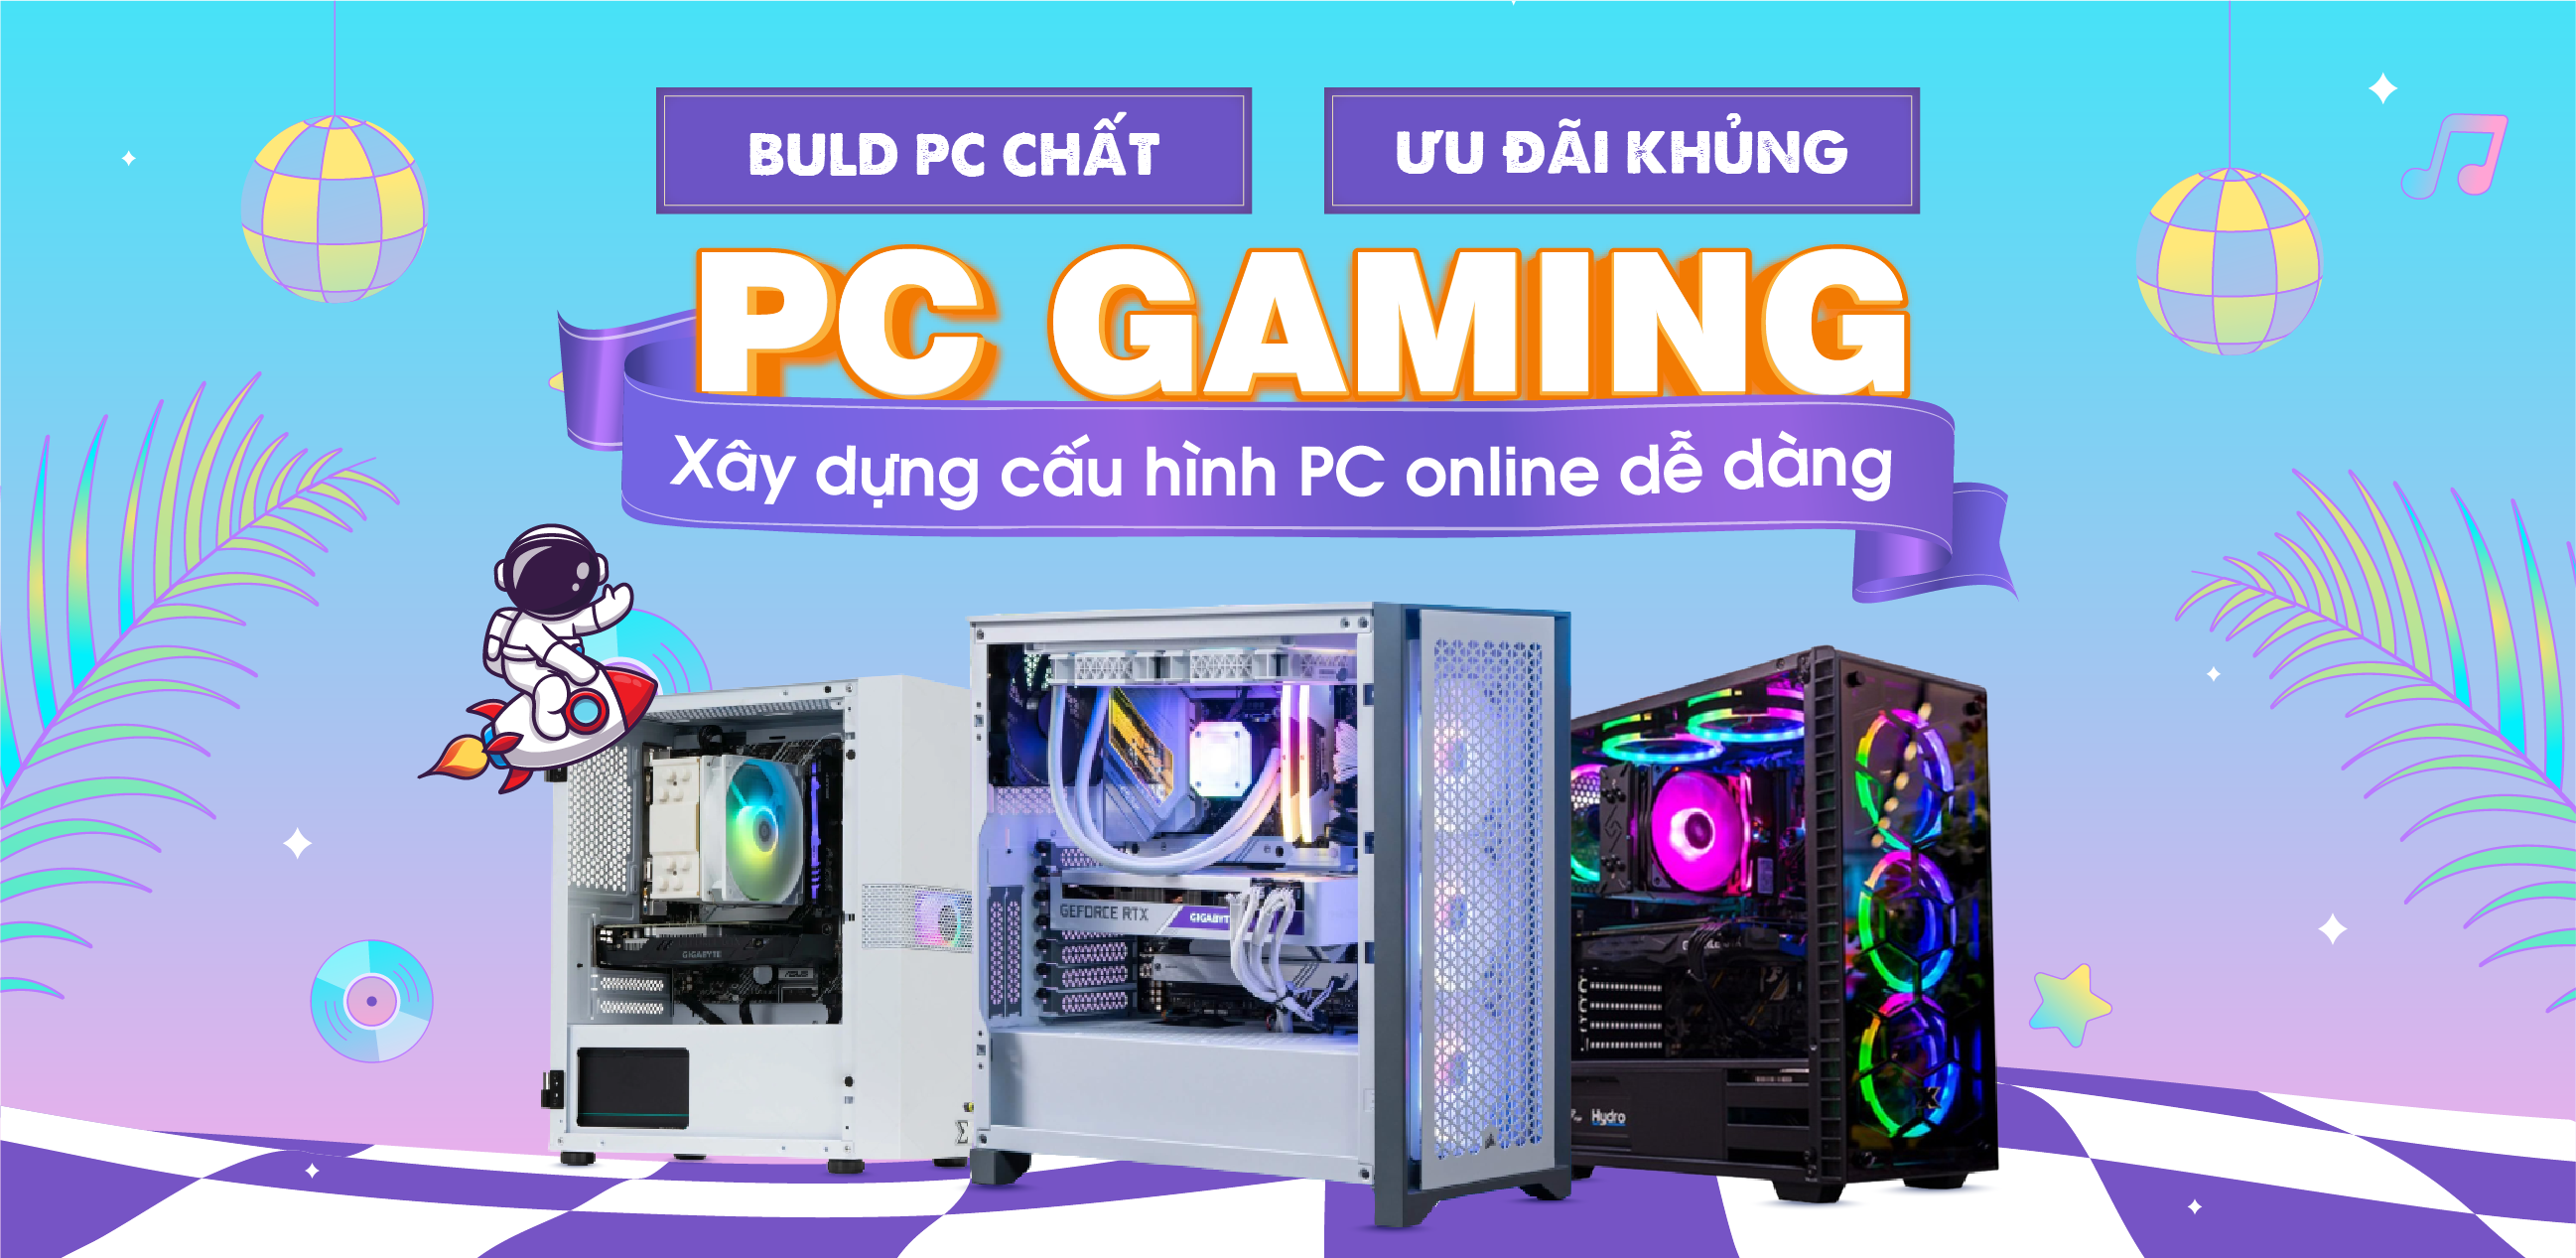 BULD PC CHẤT
ƯU ĐÃI KHỦNG
PC GAMING
Xây dựng cấu hình PC online dễ dàng
GEFORCE RTX
GIGABYTE
GIGABYTE
Hydro